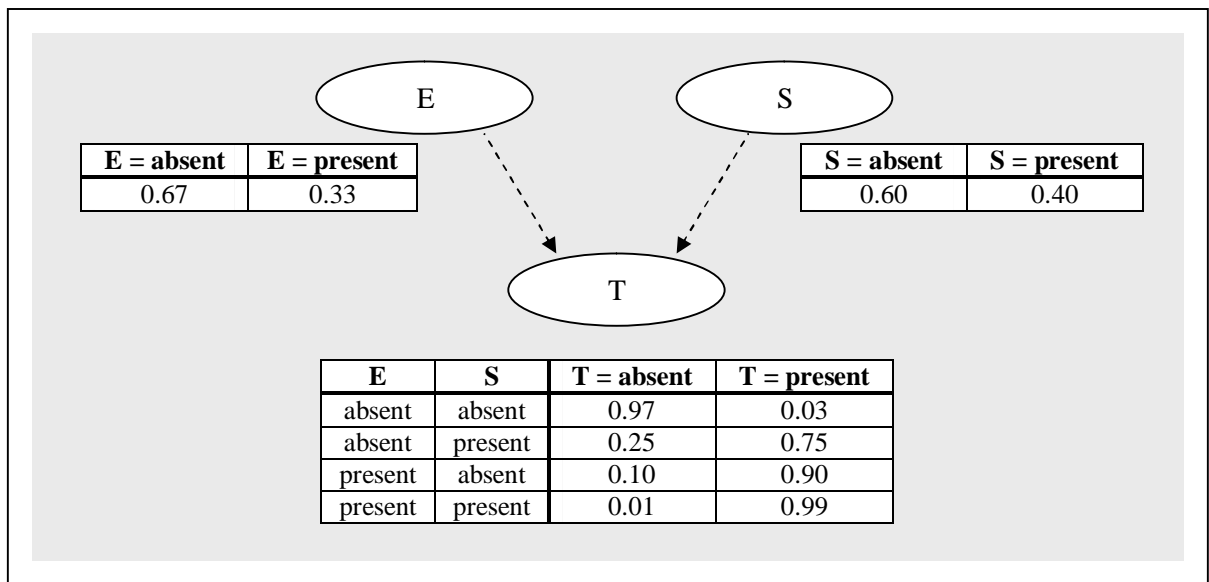 E S
E = absent E = present
0.67 0.33
S = absent S = present
0.60 0.40
T
E S T = absent T = present
absent absent 0.97 0.03
absent present 0.25 0.75
present absent 0.10 0.90
present present 0.01 0.99